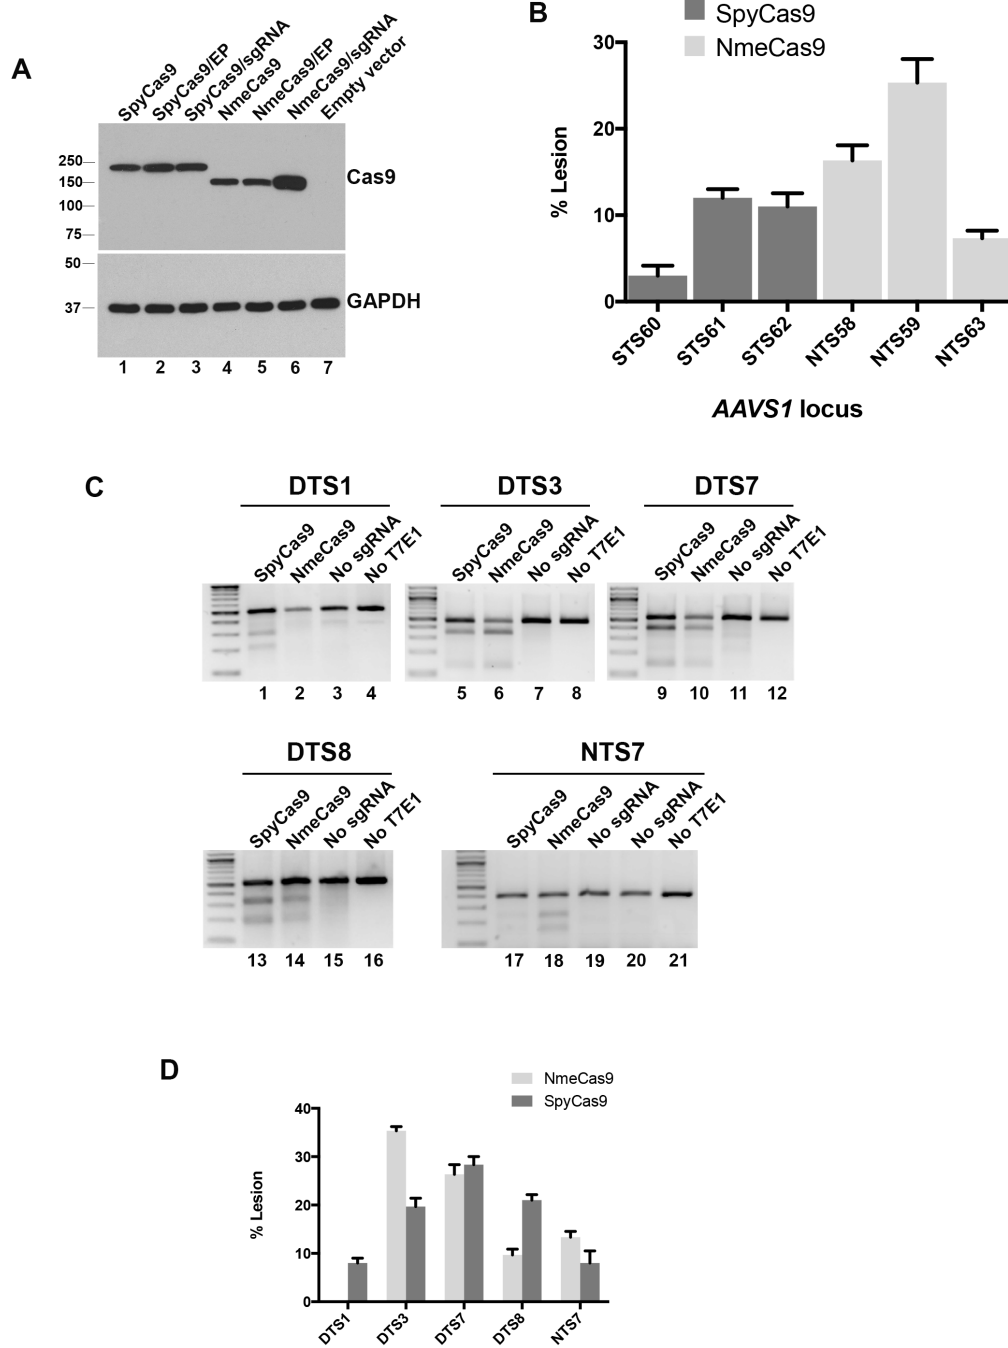 A
SpyCas9
SpyCas9/EP
SpyCas9/sgRNA
NmeCas9
NmeCas9/EP
NmeCas9/sgRNA
Empty vector
250
150
100
75
50
37
Cas9
GAPDH
1 2 3 4 5 6 7
B
SpyCas9
NmeCas9
% Lesion
30
20
10
0
STS60
STS61
STS62
NTS58
NTS59
NTS63
AAVS1 locus
C
DTS1
SpyCas9
NmeCas9
No sgRNA
No T7E1
1 2 3 4
DTS3
SpyCas9
NmeCas9
No sgRNA
No T7E1
5 6 7 8
DTS7
SpyCas9
NmeCas9
No sgRNA
No T7E1
9 10 11 12
DTS8
SpyCas9
NmeCas9
No sgRNA
No T7E1
13 14 15 16
NTS7
SpyCas9
NmeCas9
No sgRNA
No sgRNA
No T7E1
17 18 19 20 21
D
NmeCas9
SpyCas9
% Lesion
40
30
20
10
0
DTS1
DTS3
DTS7
DTS8
NTS7